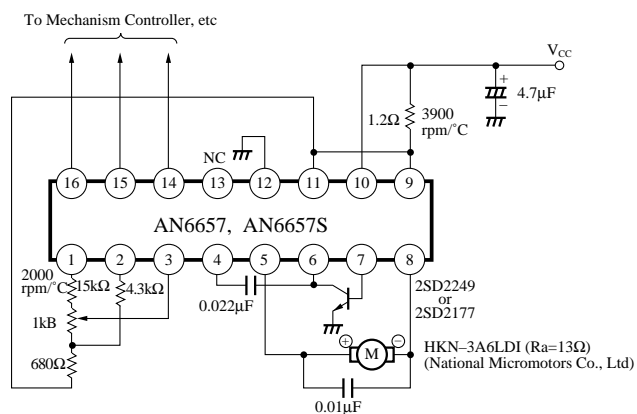 To Mechanism Controller, etc
VCC
+
−
4.7μF
1.2Ω
3900
rpm/˚C
NC
16
15
14
13
12
11
10
9
AN6657, AN6657S
1
2
3
4
5
6
7
8
2000
rpm/˚C
15kΩ
4.3kΩ
0.022μF
2SD2249
or
2SD2177
1kB
680Ω
+
M
−
HKN–3A6LDI (Ra=13Ω)
(National Micromotors Co., Ltd)
0.01μF